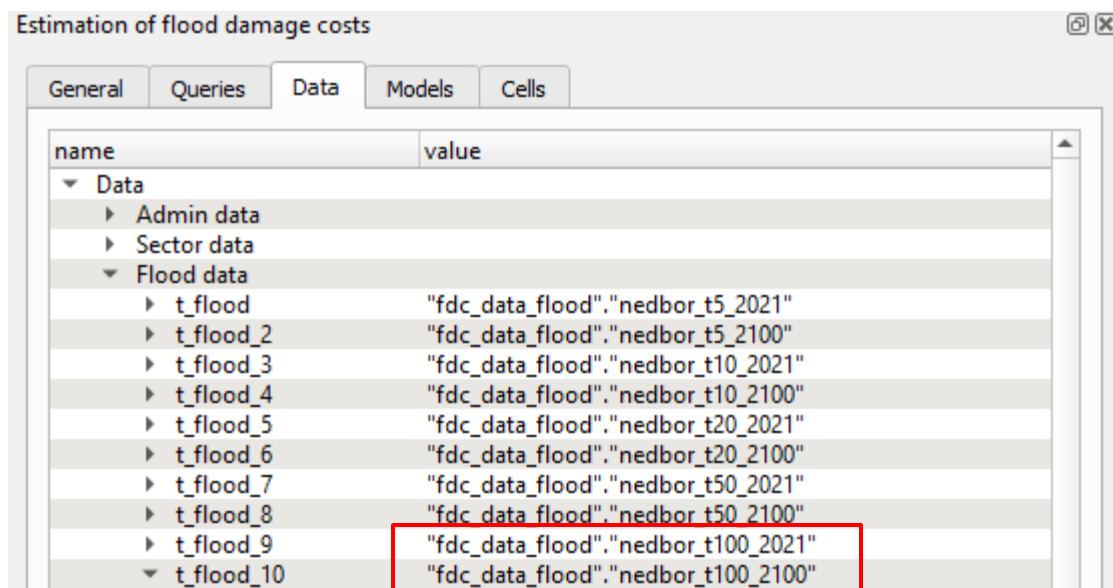 Estimation of flood damage costs
General Queries Data Models Cells
name value
Data
Admin data
Sector data
Flood data
t_flood "fdc_data_flood"."nedbor_t5_2021"
t_flood_2 "fdc_data_flood"."nedbor_t5_2100"
t_flood_3 "fdc_data_flood"."nedbor_t10_2021"
t_flood_4 "fdc_data_flood"."nedbor_t10_2100"
t_flood_5 "fdc_data_flood"."nedbor_t20_2021"
t_flood_6 "fdc_data_flood"."nedbor_t20_2100"
t_flood_7 "fdc_data_flood"."nedbor_t50_2021"
t_flood_8 "fdc_data_flood"."nedbor_t50_2100"
t_flood_9 "fdc_data_flood"."nedbor_t100_2021"
t_flood_10 "fdc_data_flood"."nedbor_t100_2100"